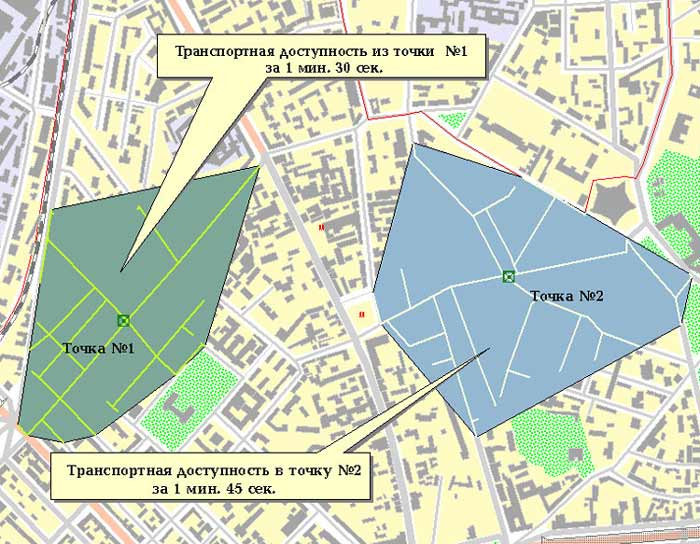 Транспортная доступность из точки №1
за 1 мин. 30 сек.
Точка №2
Точка №1
Транспортная доступность в точку №2
за 1 мин. 45 сек.